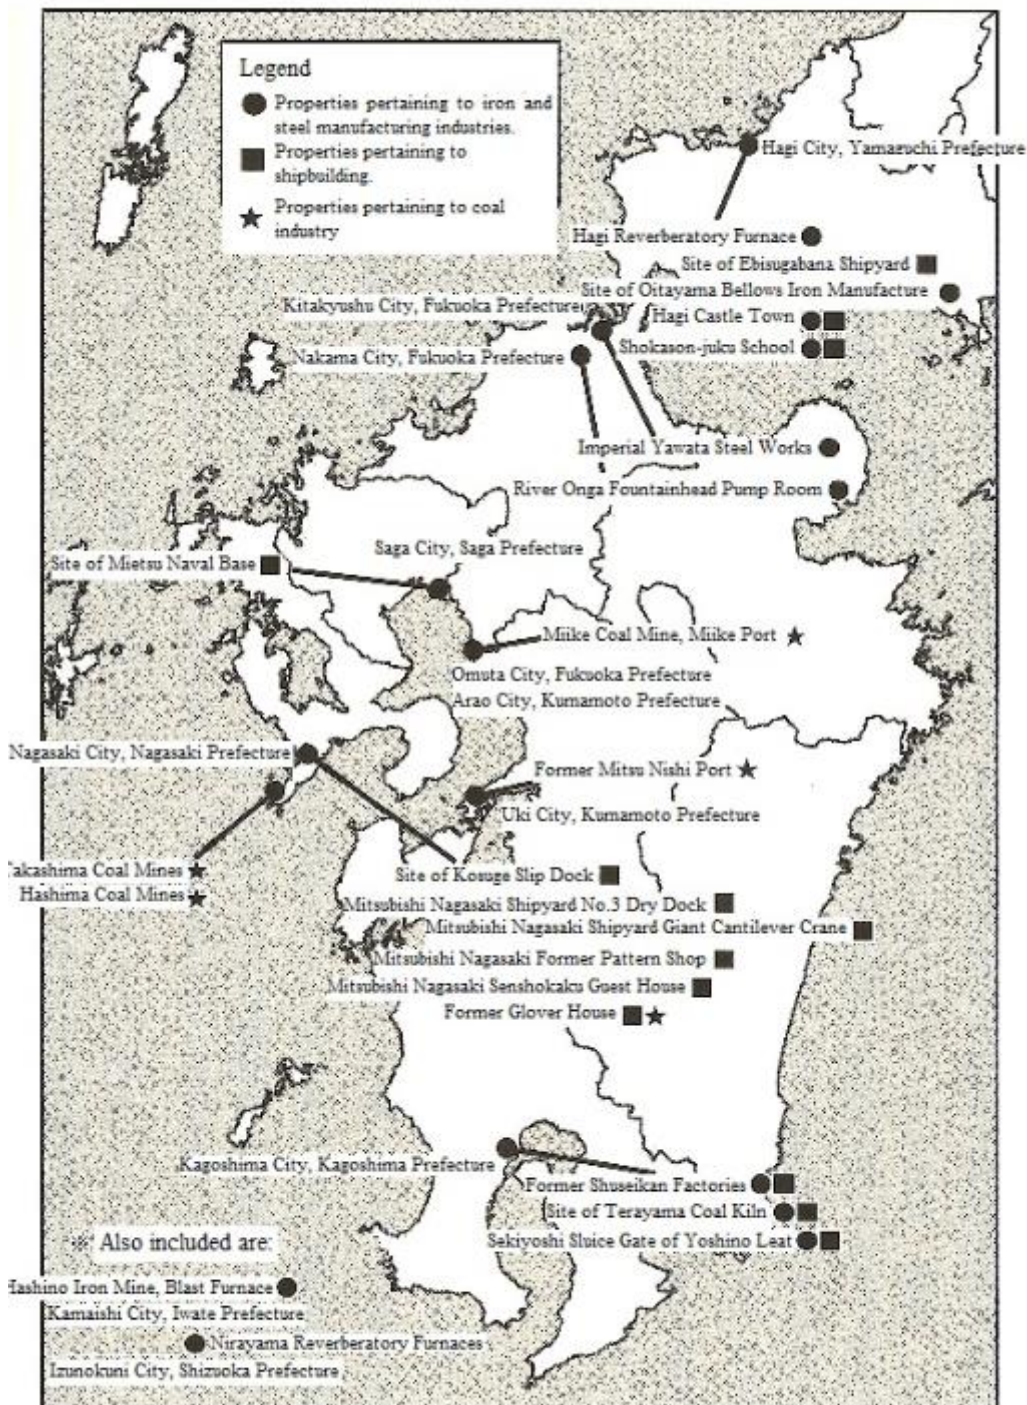 Legend
Properties pertaining to iron and
steel manufacturing industries.
Properties pertaining to
shipbuilding.
Properties pertaining to coal
industry
Hagi City, Yamaguchi Prefecture
Hagi Reverberatory Furnace
Site of Ebisugabana Shipyard
Site of Oitayama Bellows Iron Manufacture
Kitakyushu City, Fukuoka Prefecture
Hagi Castle Town
Shokason-juku School
Nakama City, Fukuoka Prefecture
Imperial Yawata Steel Works
River Onga Fountainhead Pump Room
Saga City, Saga Prefecture
Site of Mietsu Naval Base
Miike Coal Mine, Miike Port
Omuta City, Fukuoka Prefecture
Arao City, Kumamoto Prefecture
Nagasaki City, Nagasaki Prefecture
Former Mitsu Nishi Port
Uki City, Kumamoto Prefecture
Takashima Coal Mines
Hashima Coal Mines
Site of Kosuge Slip Dock
Mitsubishi Nagasaki Shipyard No.3 Dry Dock
Mitsubishi Nagasaki Shipyard Giant Cantilever Crane
Mitsubishi Nagasaki Former Pattern Shop
Mitsubishi Nagasaki Senshokaku Guest House
Former Glover House
Kagoshima City, Kagoshima Prefecture
Former Shuseikan Factories
Site of Terayama Coal Kiln
Sekiyoshi Sluice Gate of Yoshino Leat
※ Also included are:
Hashino Iron Mine, Blast Furnace
Kamaishi City, Iwate Prefecture
Nirayama Reverberatory Furnaces
Izunokuni City, Shizuoka Prefecture